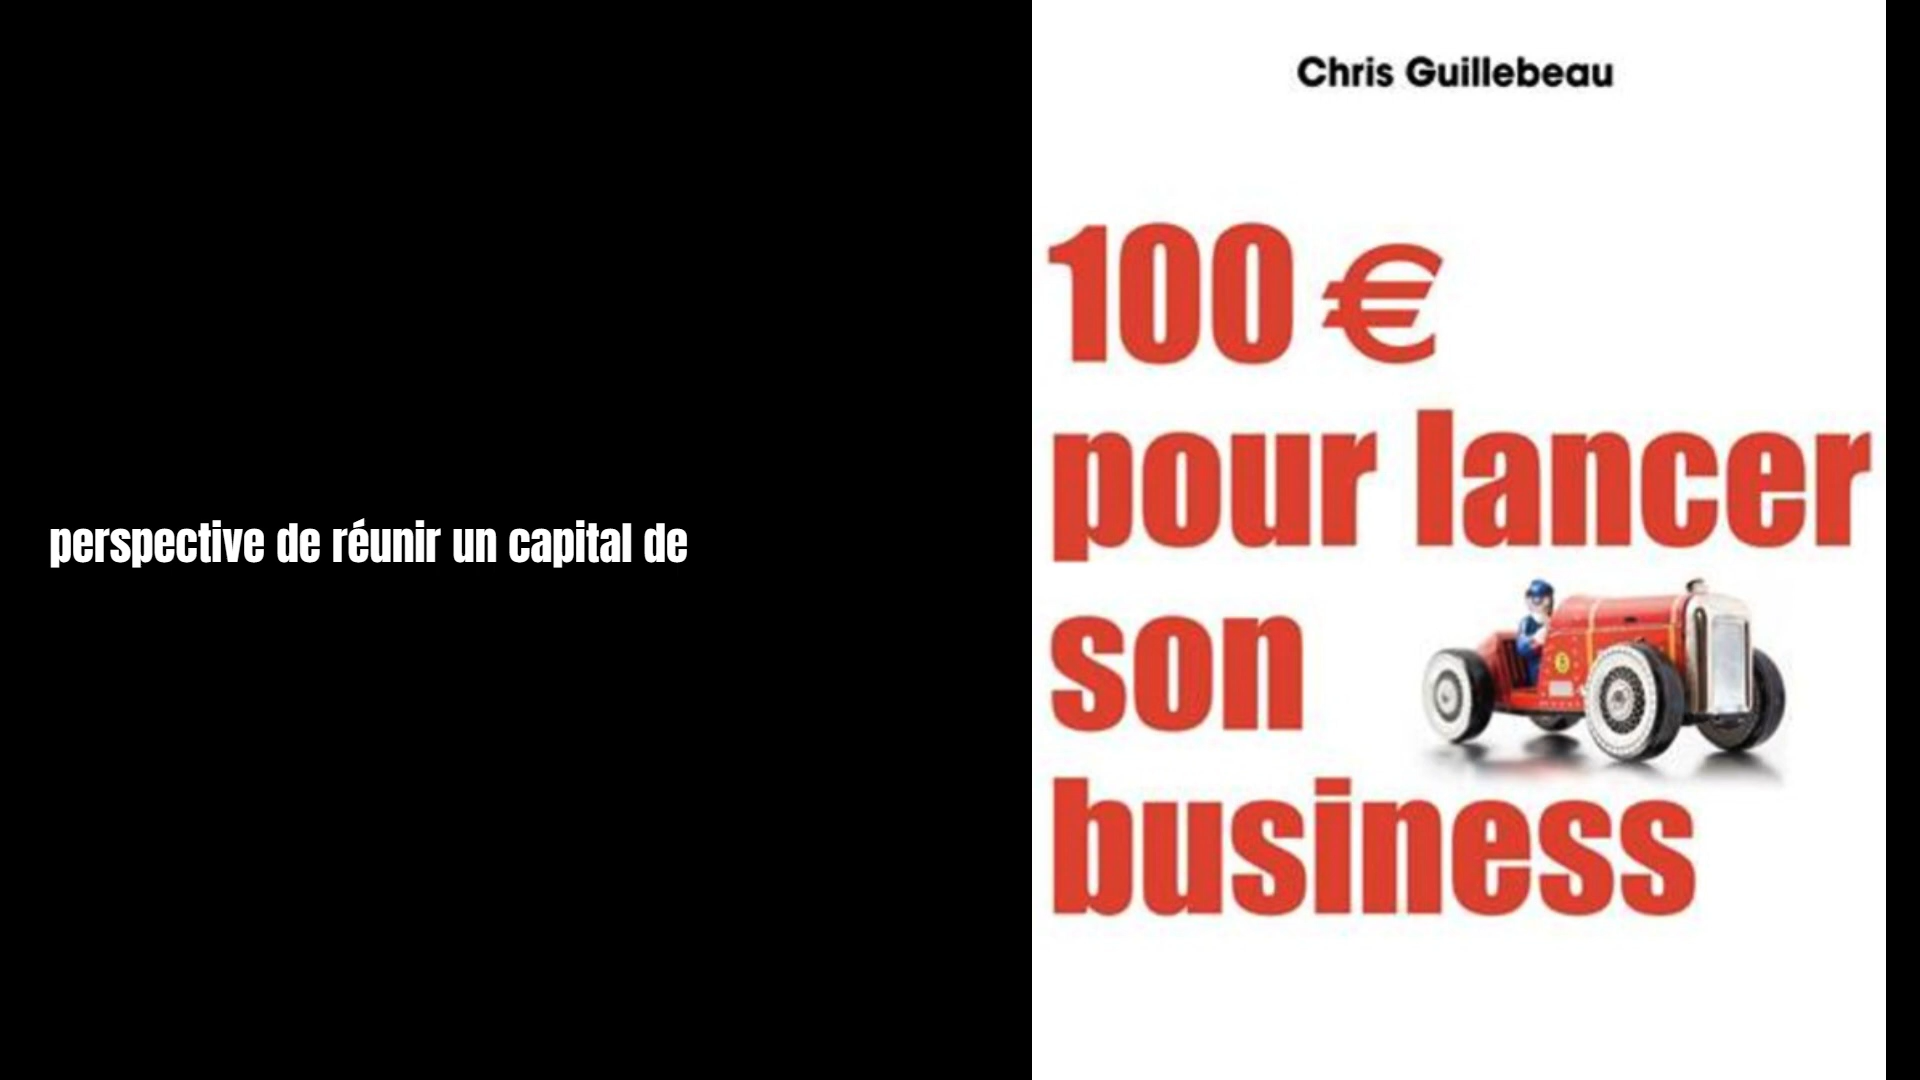 perspective de réunir un capital de
Chris Guillebeau
100 €
pour lancer
son
business